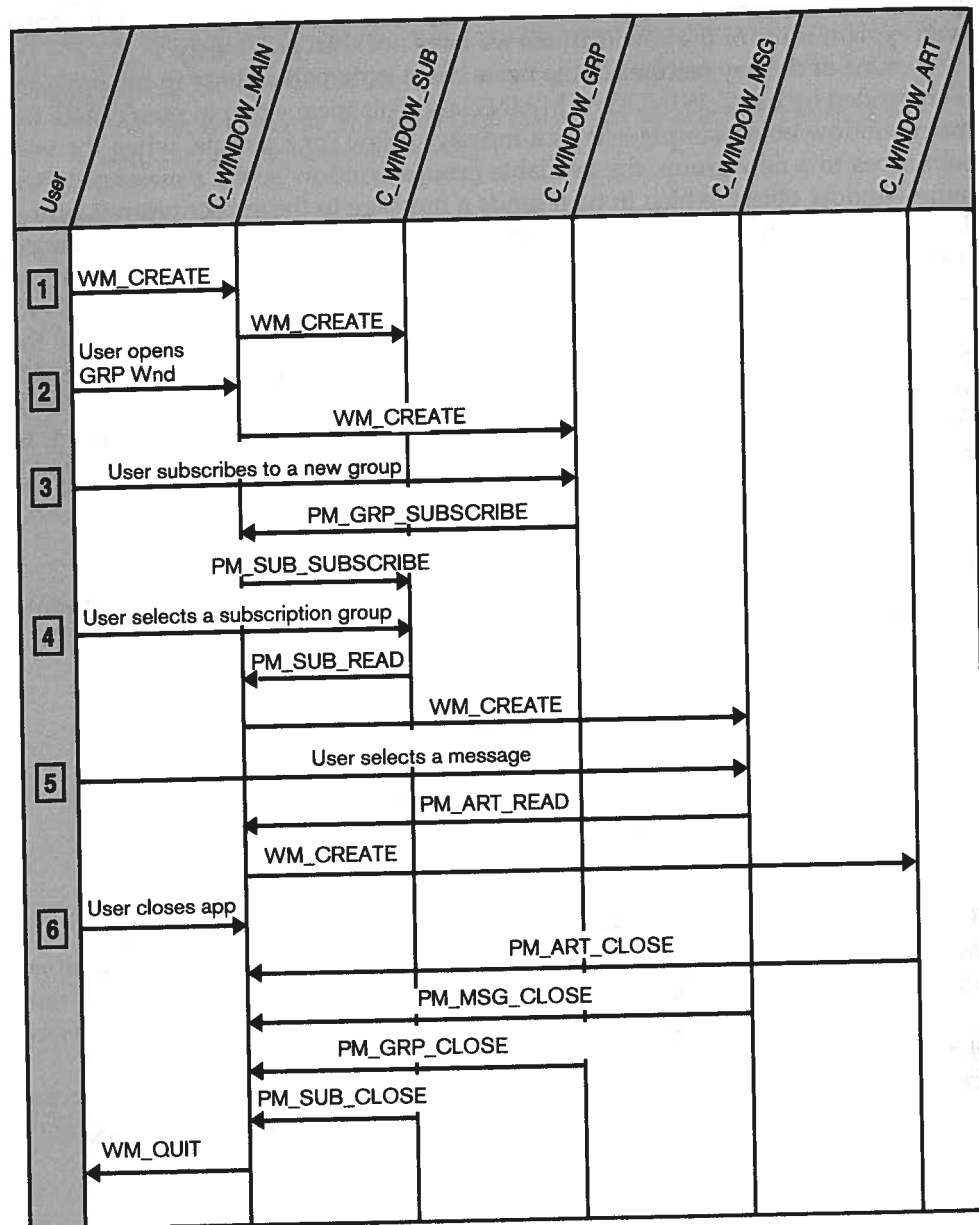 User
C_WINDOW_MAIN
C_WINDOW_SUB
C_WINDOW_GRP
C_WINDOW_MSG
C_WINDOW_ART
1
WM_CREATE
WM_CREATE
User opens
GRP Wnd
2
WM_CREATE
User subscribes to a new group
3
PM_GRP_SUBSCRIBE
PM_SUB_SUBSCRIBE
User selects a subscription group
4
PM_SUB_READ
WM_CREATE
User selects a message
5
PM_ART_READ
WM_CREATE
User closes app
6
PM_ART_CLOSE
PM_MSG_CLOSE
PM_GRP_CLOSE
PM_SUB_CLOSE
WM_QUIT